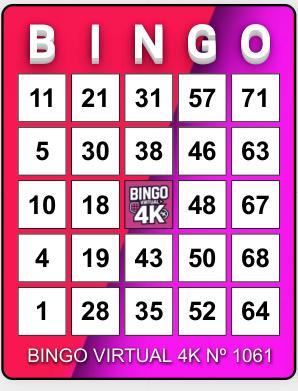 B I N G O
11 21 31 57 71
5 30 38 46 63
10 18 BINGO VIRTUAL 4K 48 67
4 19 43 50 68
1 28 35 52 64
BINGO VIRTUAL 4K Nº 1061